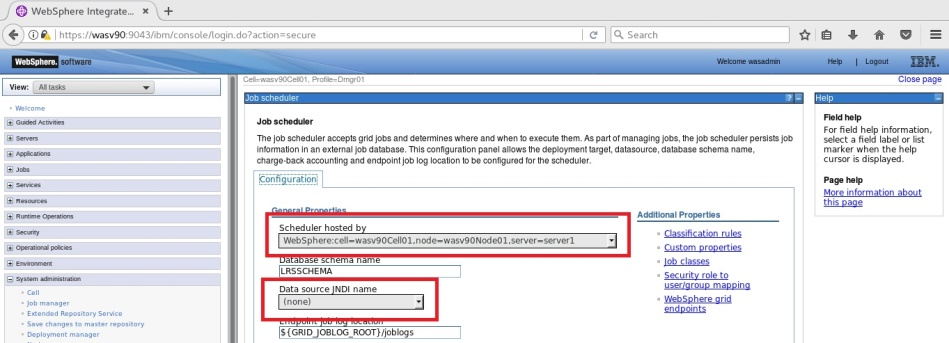 WebSphere Integrate...
https://wasv90:9043/ibm/console/login.do?action=secure
Search
WebSphere. software
Welcome wasadmin
Help | Logout
IBM.
View: All tasks
Cell=wasv90Cell01, Profile=Dmgr01
Close page
Welcome
Guided Activities
Servers
Applications
Jobs
Services
Resources
Runtime Operations
Security
Operational policies
Environment
System administration
Cell
Job manager
Extended Repository Service
Save changes to master repository
Deployment manager
Job scheduler
Job scheduler
The job scheduler accepts grid jobs and determines where and when to execute them. As part of managing jobs, the job scheduler persists job
information in an external job database. This configuration panel allows the deployment target, datasource, database schema name,
charge-back accounting and endpoint job log location to be configured for the scheduler.
Configuration
General Properties
Scheduler hosted by
WebSphere:cell=wasv90Cell01,node=wasv90Node01,server=server1
Database schema name
LRSSCHEMA
Data source JNDI name
(none)
Endpoint job log location
${GRID_JOBLOG_ROOT}/joblogs
Additional Properties
Classification rules
Custom properties
Job classes
Security role to
user/group mapping
WebSphere grid
endpoints
Help
Field help
For field help information,
select a field label or list
marker when the help
cursor is displayed.
Page help
More information about
this page